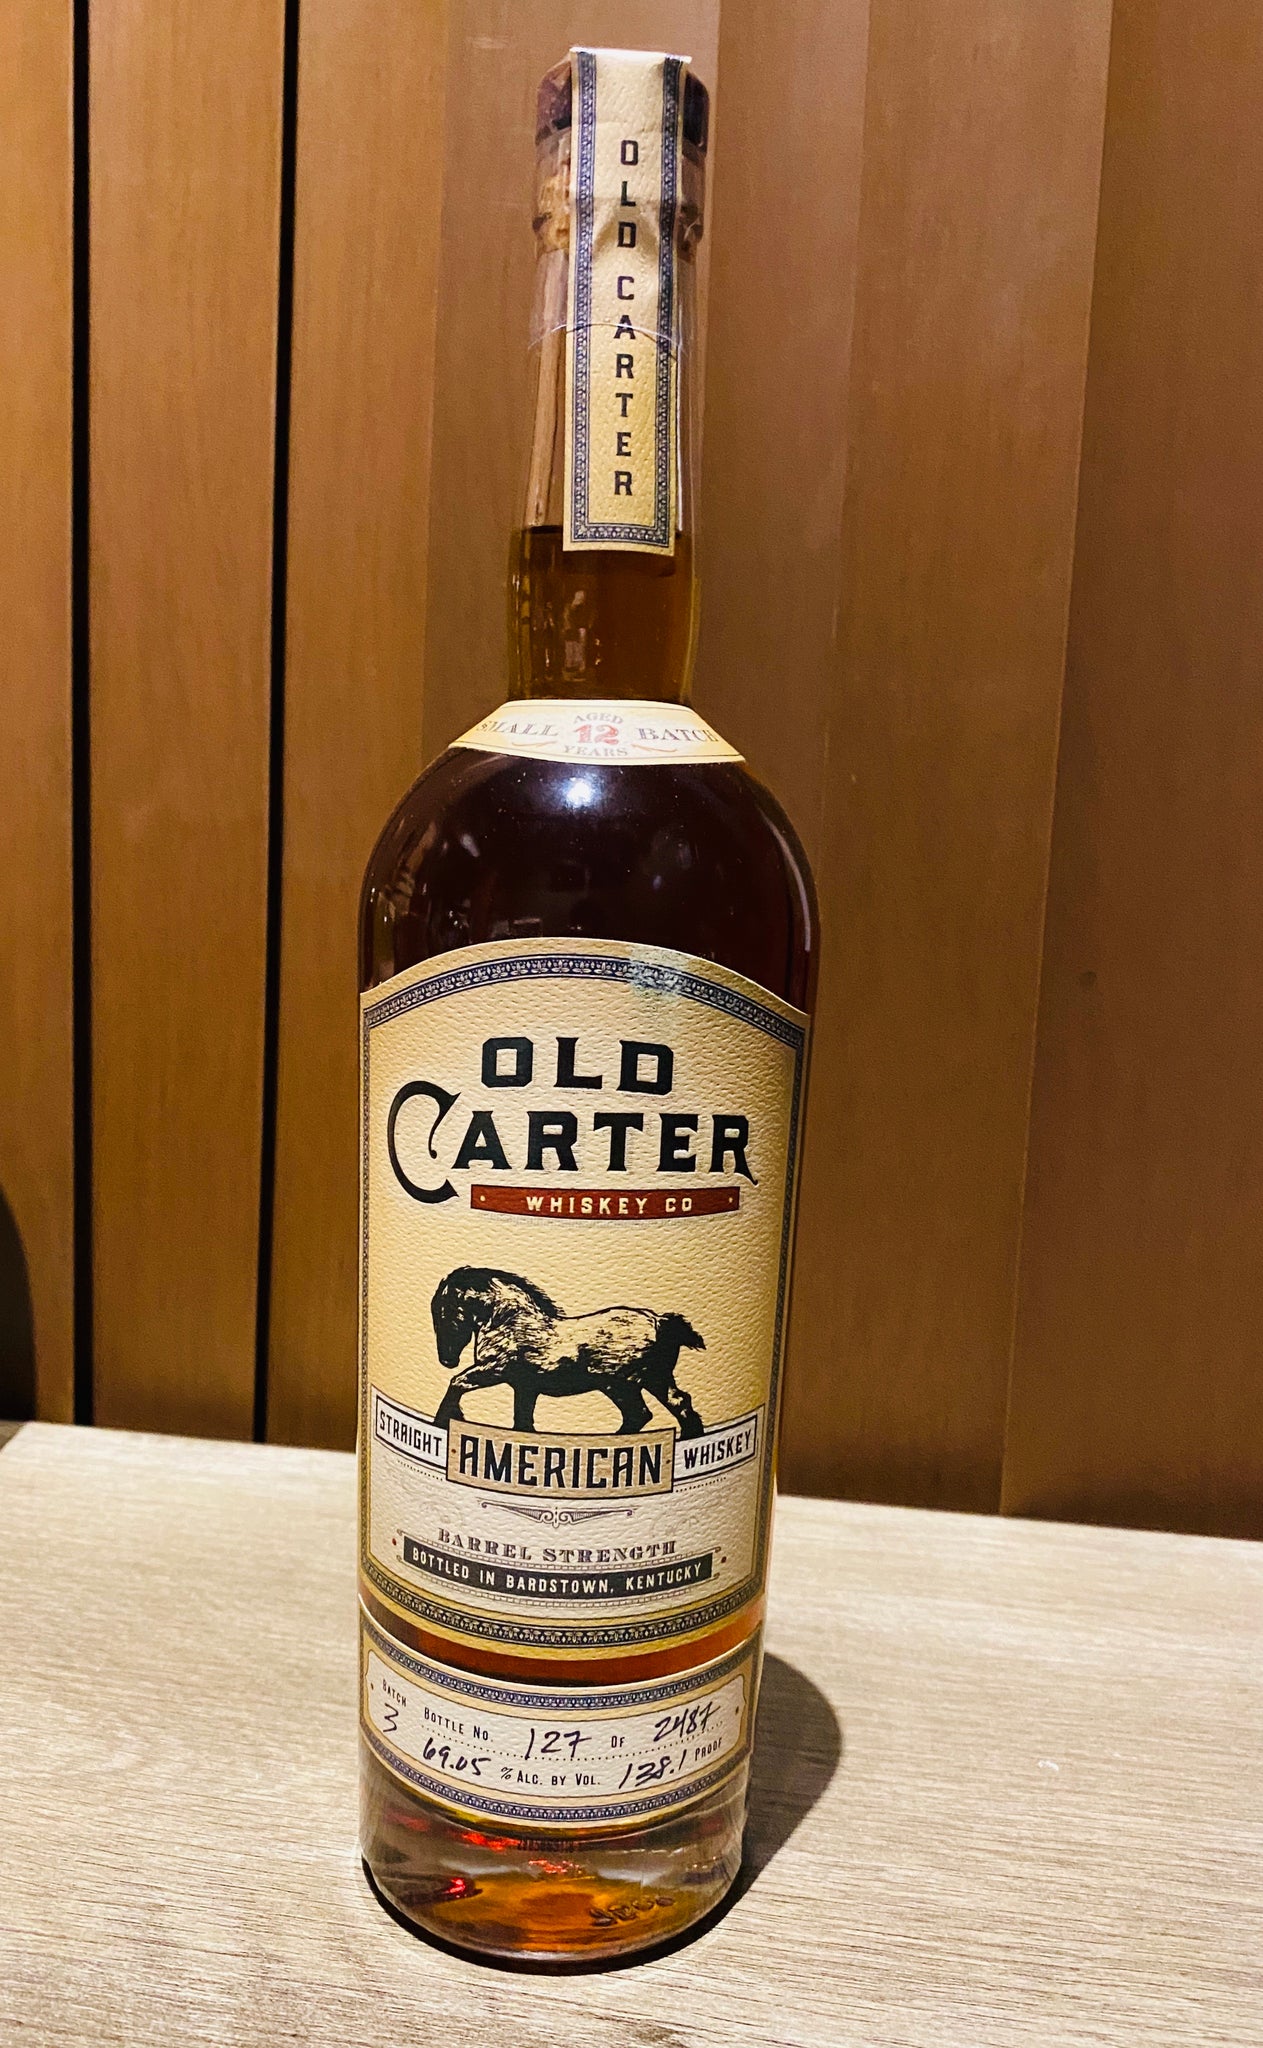 OLD CARTER
SMALL AGED 12 YEARS BATCH
OLD
CARTER
WHISKEY CO
STRAIGHT AMERICAN WHISKEY
BARREL STRENGTH
BOTTLED IN BARDSTOWN, KENTUCKY
BATCH 3 BOTTLE NO. 127 OF 2487
69.05 % ALC. BY VOL. 138.1 PROOF